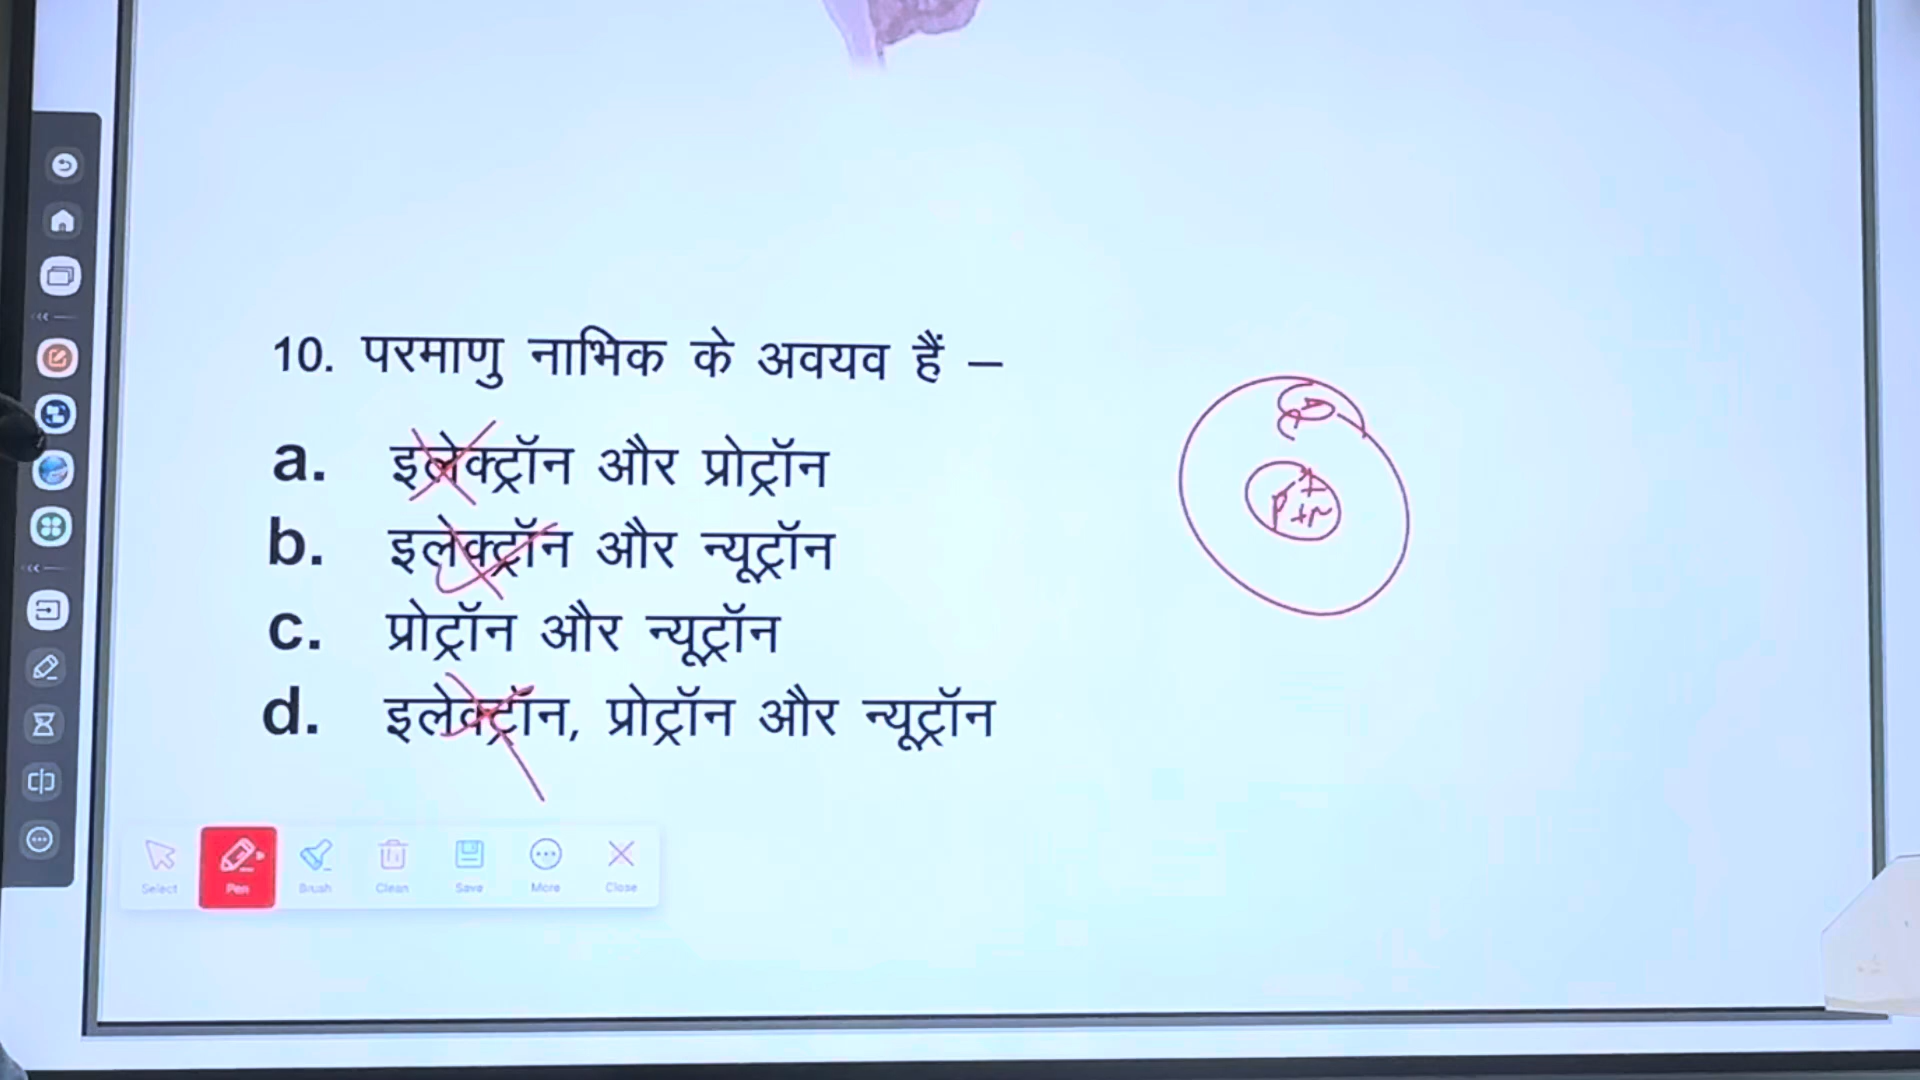 10. परमाणु नाभिक के अवयव हैं –
a. इलेक्ट्रॉन और प्रोट्रॉन
b. इलेक्ट्रॉन और न्यूट्रॉन
c. प्रोट्रॉन और न्यूट्रॉन
d. इलेक्ट्रॉन, प्रोट्रॉन और न्यूट्रॉन
Select Pen Brush Clean Save More Close